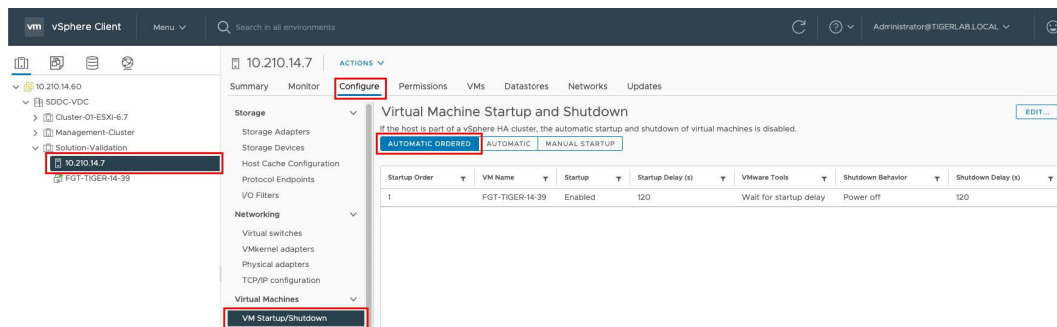 vm vSphere Client Menu Search in all environments Administrator@TIGERLAB.LOCAL
10.210.14.60
SDDC-VDC
Cluster-01-ESXi-6.7
Management-Cluster
Solution-Validation
10.210.14.7
FGT-TIGER-14-39
10.210.14.7 ACTIONS
Summary Monitor Configure Permissions VMs Datastores Networks Updates
Storage
Storage Adapters
Storage Devices
Host Cache Configuration
Protocol Endpoints
I/O Filters
Networking
Virtual switches
VMkernel adapters
Physical adapters
TCP/IP configuration
Virtual Machines
VM Startup/Shutdown
Virtual Machine Startup and Shutdown EDIT...
If the host is part of a vSphere HA cluster, the automatic startup and shutdown of virtual machines is disabled.
AUTOMATIC ORDERED AUTOMATIC MANUAL STARTUP
Startup Order VM Name Startup Startup Delay (s) VMware Tools Shutdown Behavior Shutdown Delay (s)
1 FGT-TIGER-14-39 Enabled 120 Wait for startup delay Power off 120